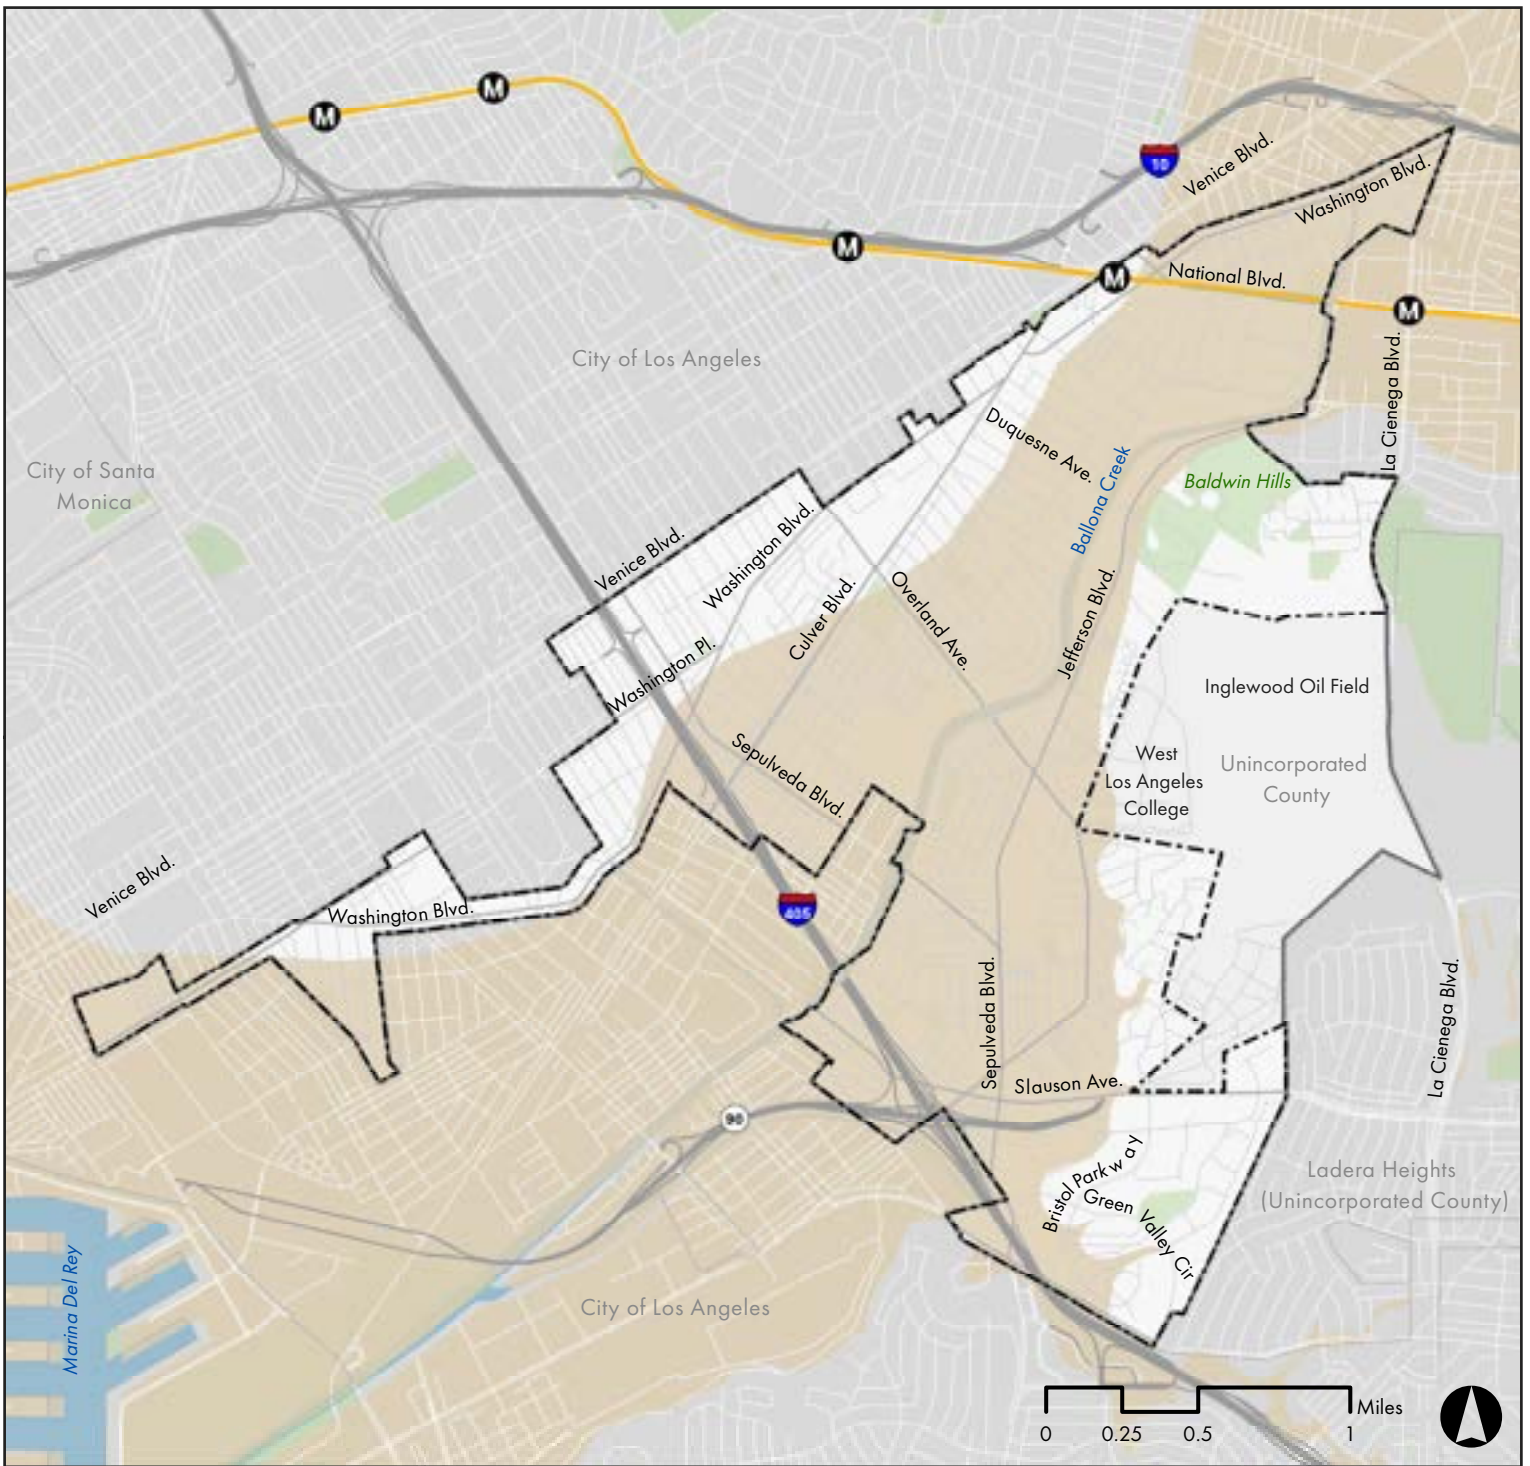 M
M
10
Venice Blvd.
Washington Blvd.
M
M
National Blvd.
M
City of Los Angeles
La Cienega Blvd.
Duquesne Ave.
City of Santa
Monica
Ballona Creek
Baldwin Hills
Venice Blvd.
Washington Blvd.
Culver Blvd.
Overland Ave.
Jefferson Blvd.
Washington Pl.
Inglewood Oil Field
Sepulveda Blvd.
West
Los Angeles
College
Unincorporated
County
Venice Blvd.
Washington Blvd.
405
Sepulveda Blvd.
La Cienega Blvd.
Slauson Ave.
90
Bristol Parkway
Green Valley Cir
Ladera Heights
(Unincorporated County)
Marina Del Rey
City of Los Angeles
Miles
0 0.25 0.5 1